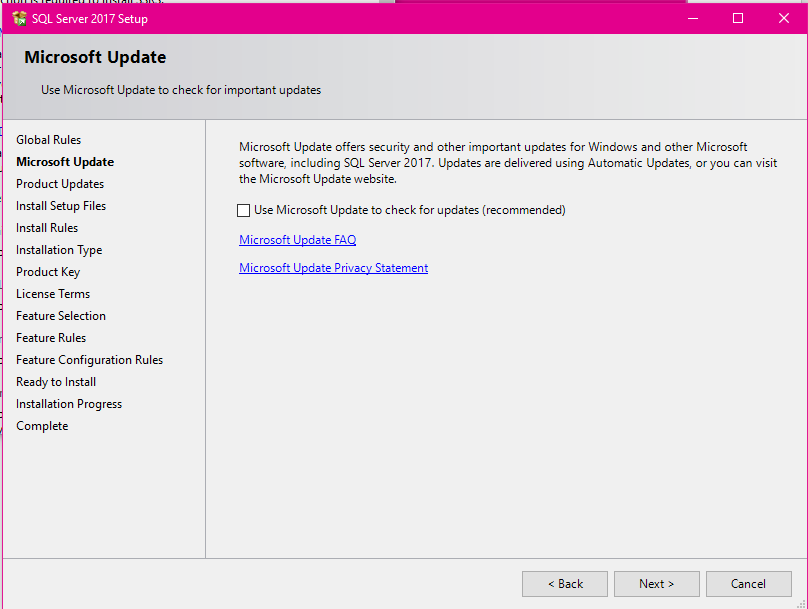 SQL Server 2017 Setup
Microsoft Update
Use Microsoft Update to check for important updates
Global Rules
Microsoft Update
Product Updates
Install Setup Files
Install Rules
Installation Type
Product Key
License Terms
Feature Selection
Feature Rules
Feature Configuration Rules
Ready to Install
Installation Progress
Complete
Microsoft Update offers security and other important updates for Windows and other Microsoft
software, including SQL Server 2017. Updates are delivered using Automatic Updates, or you can visit
the Microsoft Update website.
Use Microsoft Update to check for updates (recommended)
Microsoft Update FAQ
Microsoft Update Privacy Statement
< Back
Next >
Cancel